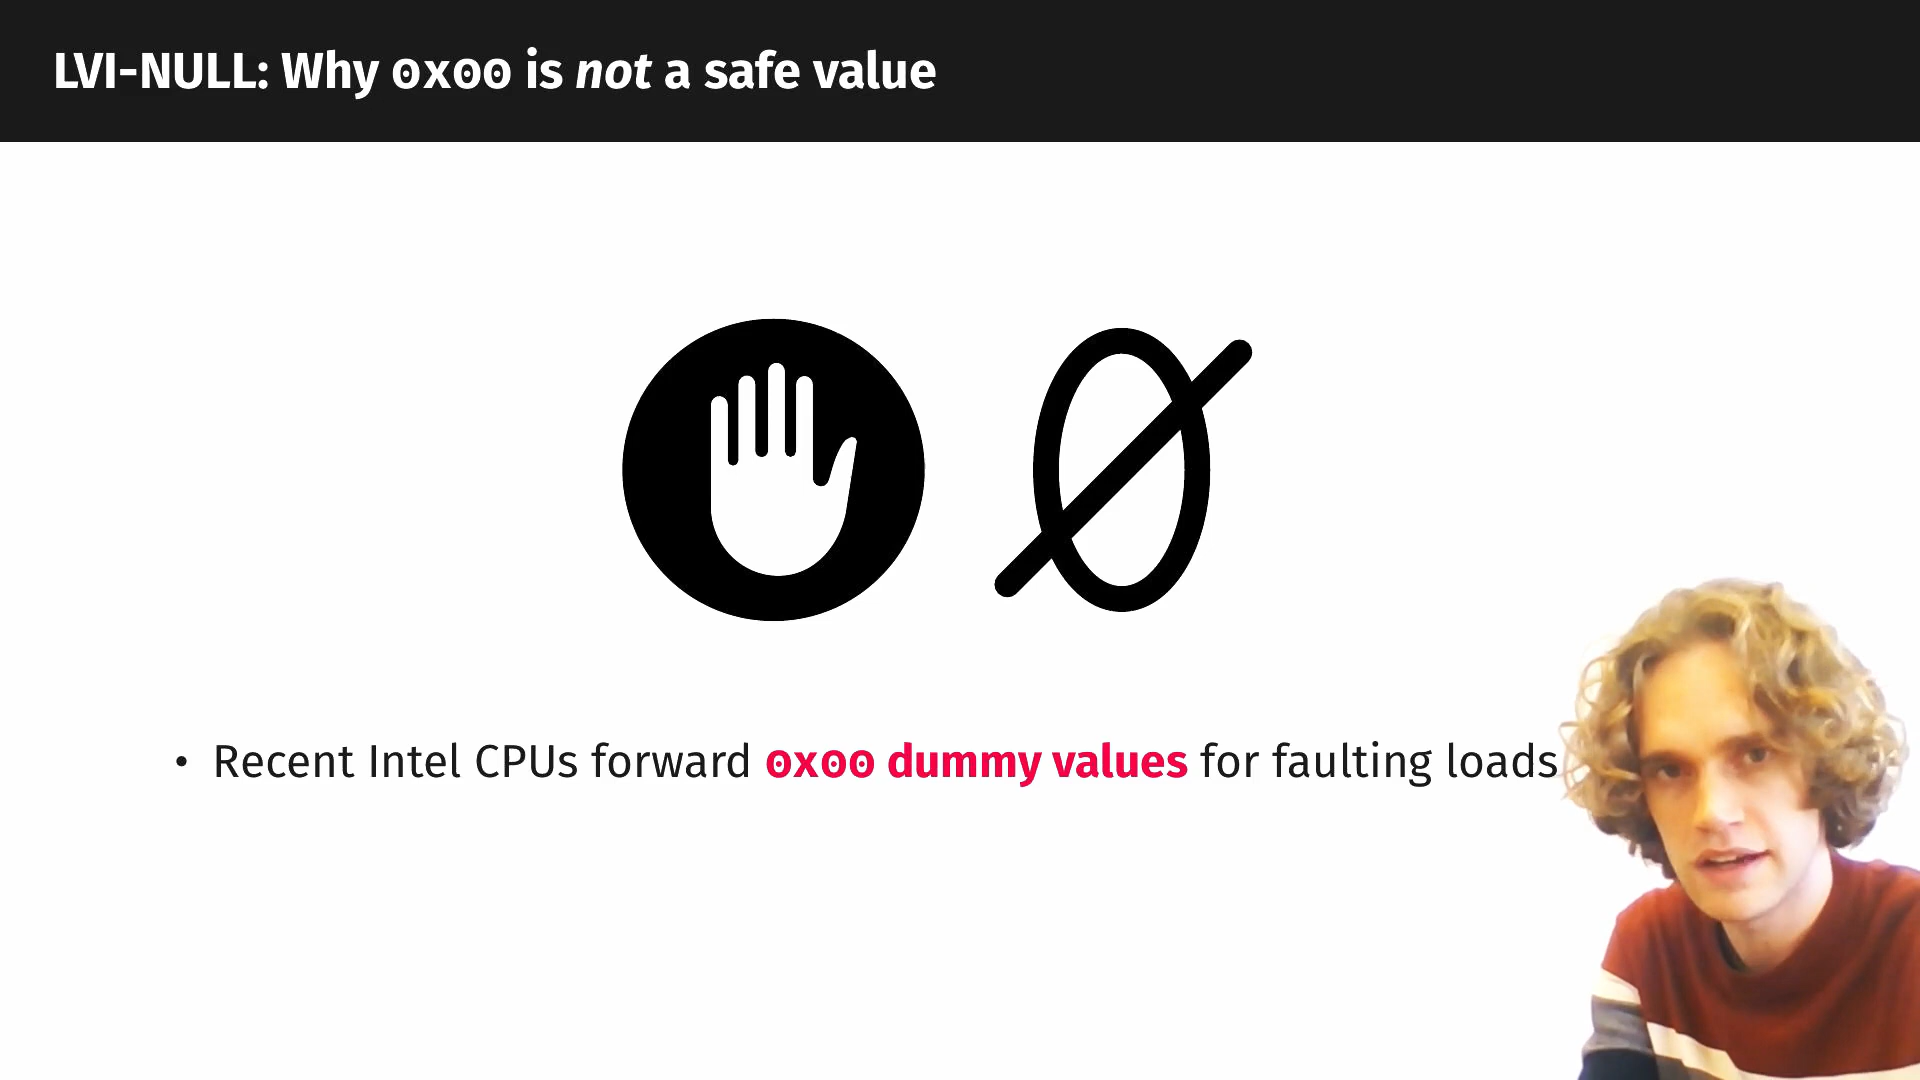 LVI-NULL: Why 0x00 is not a safe value
• Recent Intel CPUs forward 0x00 dummy values for faulting loads